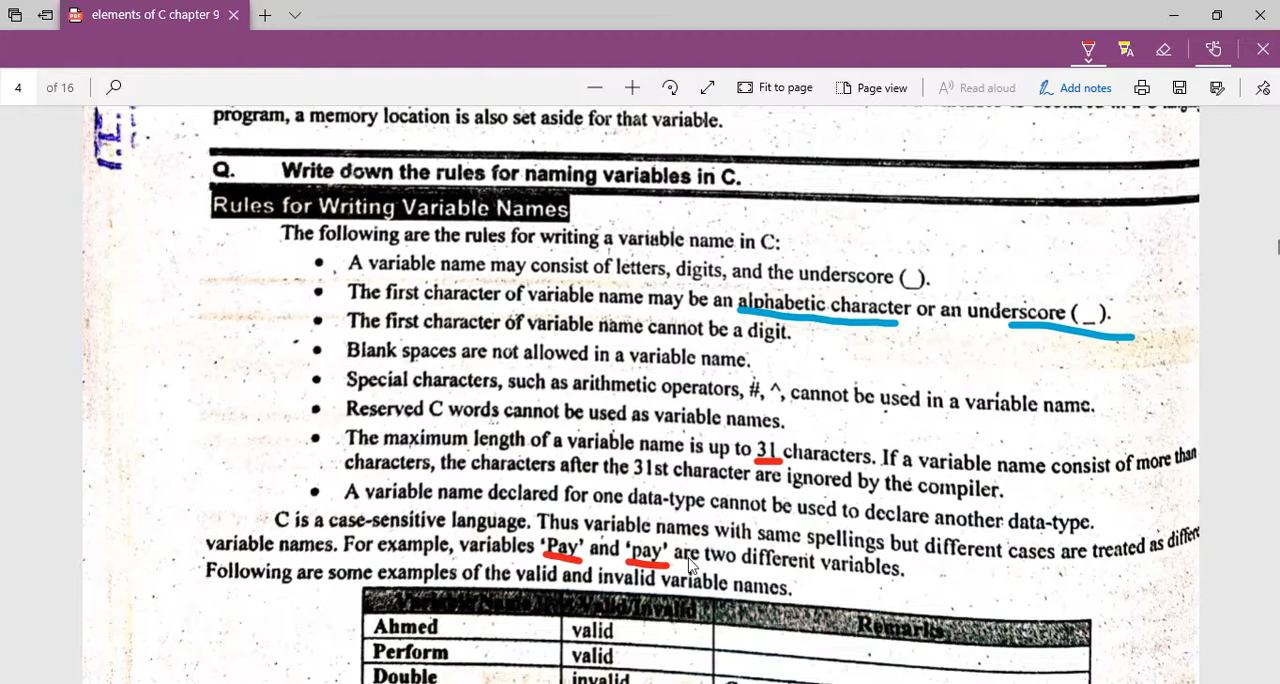 elements of C chapter 9
4 of 16
Fit to page
Page view
Read aloud
Add notes
program, a memory location is also set aside for that variable.
Q. Write down the rules for naming variables in C.
Rules for Writing Variable Names
The following are the rules for writing a variable name in C:
• A variable name may consist of letters, digits, and the underscore (_).
• The first character of variable name may be an alphabetic character or an underscore ( _ ).
• The first character of variable name cannot be a digit.
• Blank spaces are not allowed in a variable name.
• Special characters, such as arithmetic operators, #, ^, cannot be used in a variable name.
• Reserved C words cannot be used as variable names.
• The maximum length of a variable name is up to 31 characters. If a variable name consist of more than
characters, the characters after the 31st character are ignored by the compiler.
• A variable name declared for one data-type cannot be used to declare another data-type.
C is a case-sensitive language. Thus variable names with same spellings but different cases are treated as
variable names. For example, variables ‘Pay’ and ‘pay’ are two different variables.
Following are some examples of the valid and invalid variable names.
Valid/Invalid Remarks
Ahmed valid
Perform valid
Double invalid